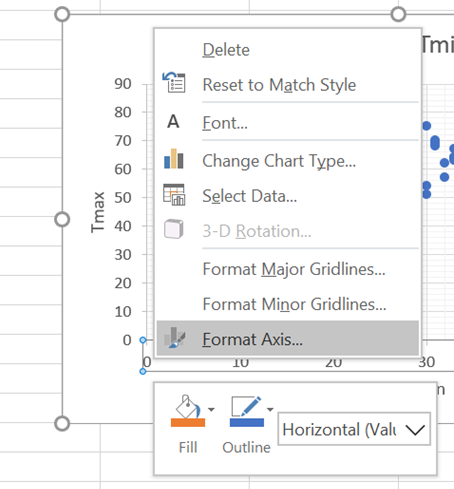 Tmi
Delete
Reset to Match Style
Font...
Change Chart Type...
Select Data...
3-D Rotation...
Format Major Gridlines...
Format Minor Gridlines...
Format Axis...
Tmax
90
80
70
60
50
40
30
20
10
0
0 10 20 30
n
Fill
Outline
Horizontal (Valu